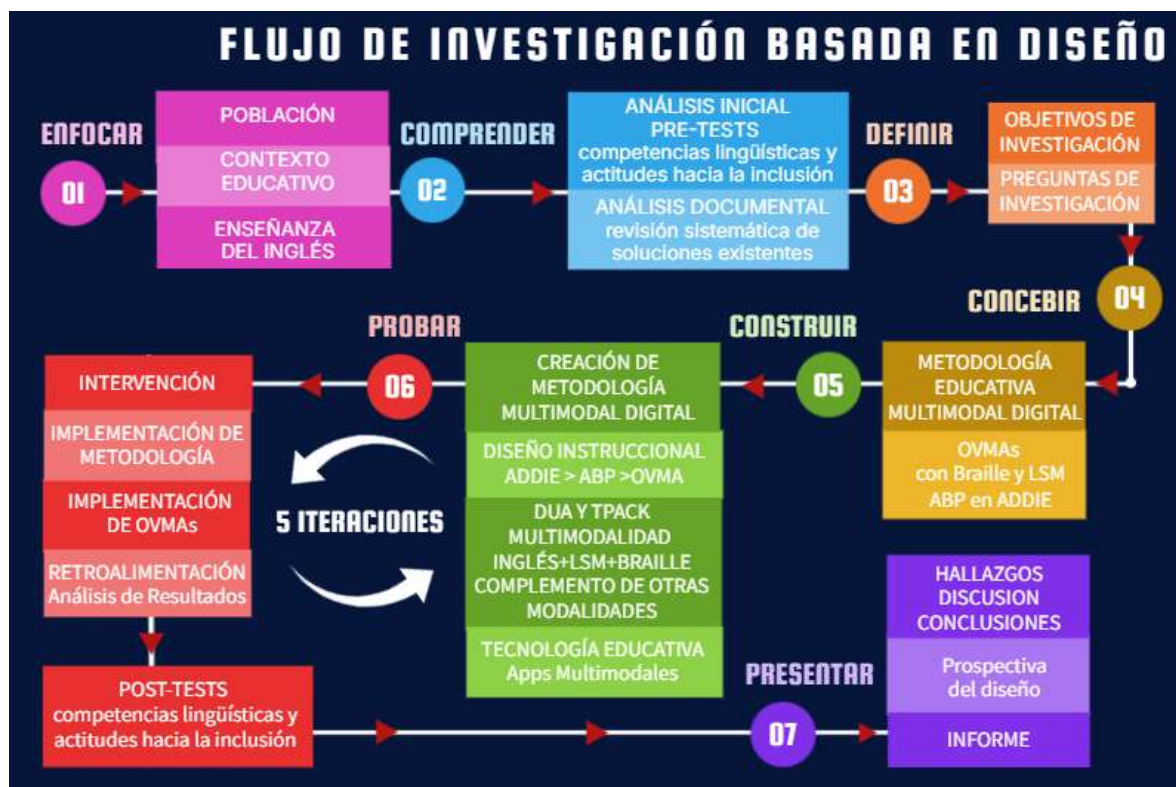 FLUJO DE INVESTIGACIÓN BASADA EN DISEÑO
ENFOCAR
01
POBLACIÓN
CONTEXTO
EDUCATIVO
ENSEÑANZA
DEL INGLÉS
COMPRENDER
02
ANÁLISIS INICIAL
PRE-TESTS
competencias lingüísticas y
actitudes hacia la inclusión
ANÁLISIS DOCUMENTAL
revisión sistemática de
soluciones existentes
DEFINIR
03
OBJETIVOS DE
INVESTIGACIÓN
PREGUNTAS DE
INVESTIGACIÓN
CONCEBIR
04
METODOLOGÍA
EDUCATIVA
MULTIMODAL DIGITAL
OVMAs
con Braille y LSM
ABP en ADDIE
CONSTRUIR
05
CREACIÓN DE
METODOLOGÍA
MULTIMODAL DIGITAL
DISEÑO INSTRUCCIONAL
ADDIE > ABP >OVMA
DUA Y TPACK
MULTIMODALIDAD
INGLÉS+LSM+BRAILLE
COMPLEMENTO DE OTRAS
MODALIDADES
TECNOLOGÍA EDUCATIVA
Apps Multimodales
PROBAR
06
INTERVENCIÓN
IMPLEMENTACIÓN DE
METODOLOGÍA
IMPLEMENTACIÓN
DE OVMAs
RETROALIMENTACIÓN
Análisis de Resultados
5 ITERACIONES
POST-TESTS
competencias lingüísticas y
actitudes hacia la inclusión
PRESENTAR
07
HALLAZGOS
DISCUSION
CONCLUSIONES
Prospectiva
del diseño
INFORME